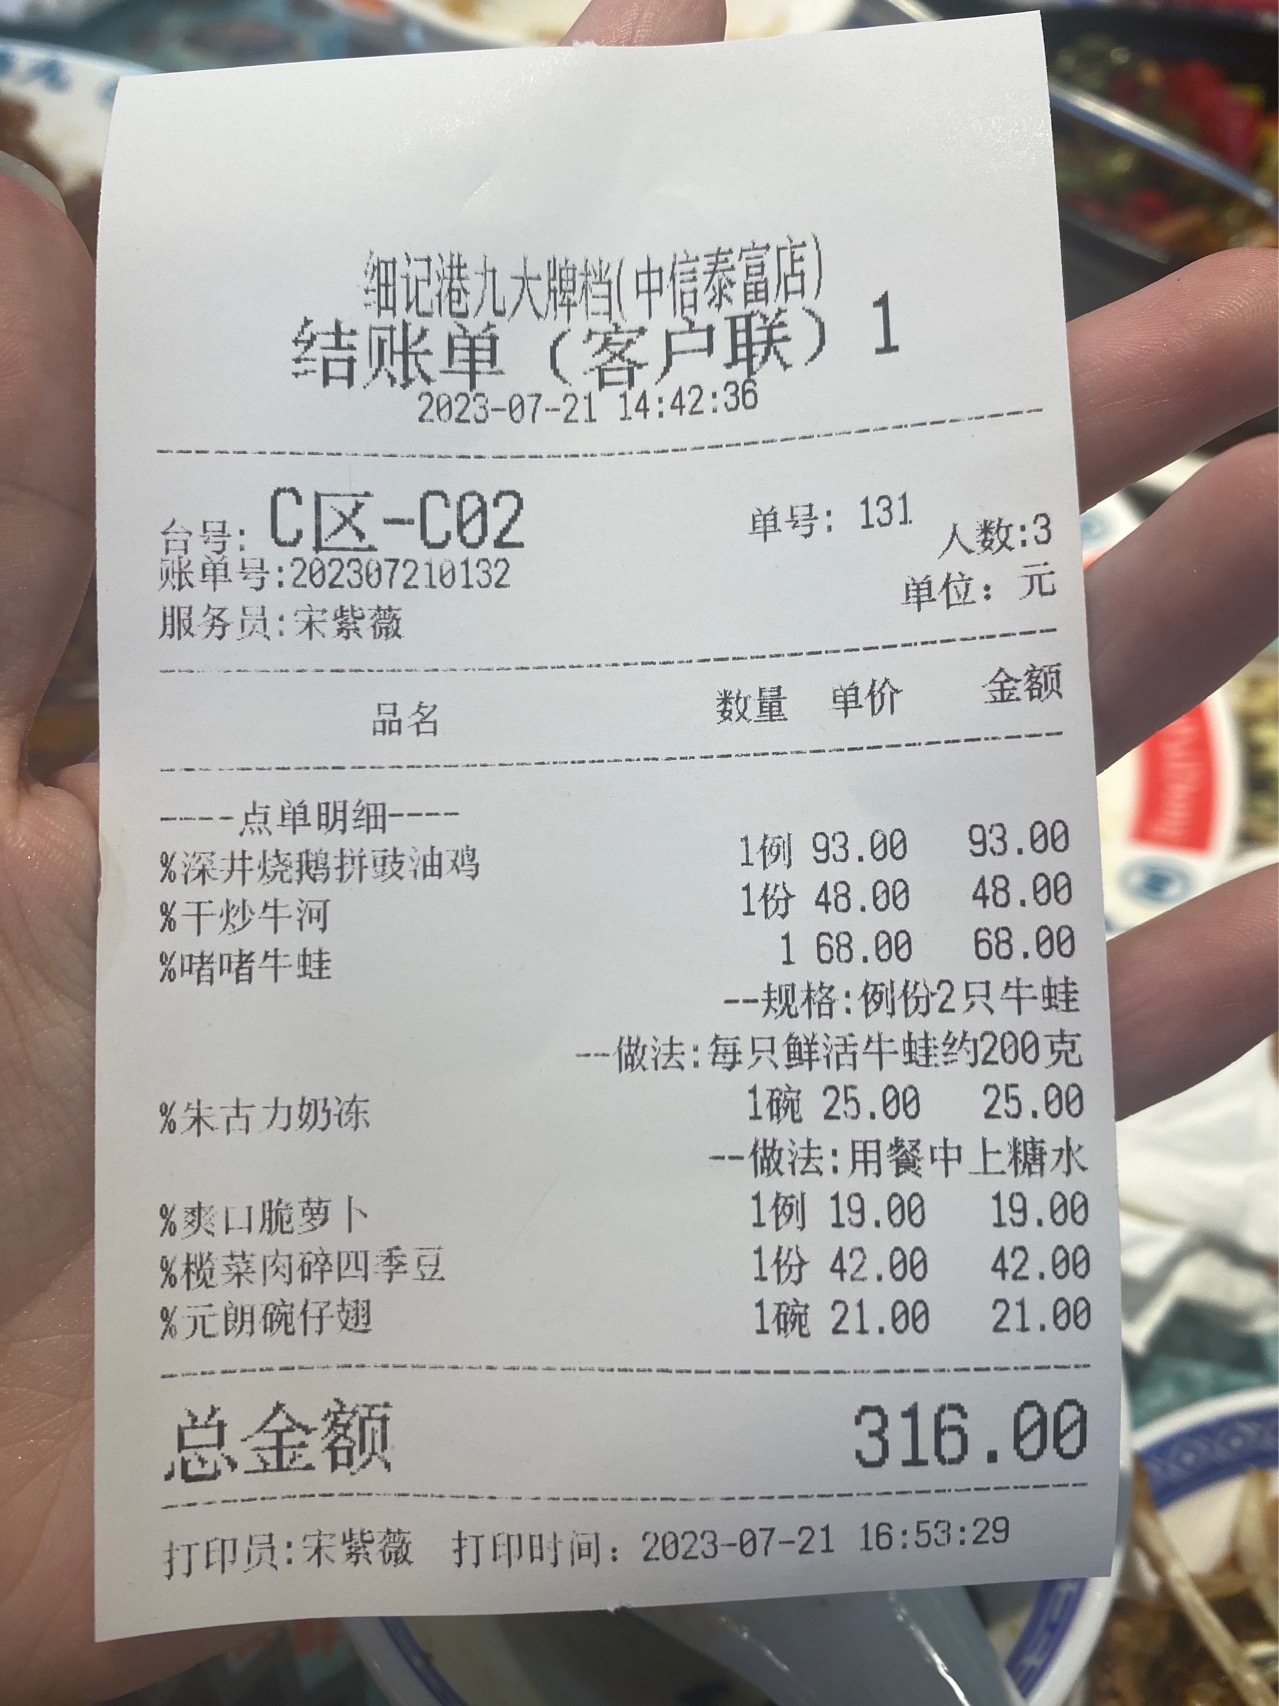 细记港九大牌档(中信泰富店)
结账单（客户联）1
2023-07-21 14:42:36
台号: C区-C02 单号: 131 人数:3
账单号:202307210132 单位: 元
服务员:宋紫薇
品名 数量 单价 金额
----点单明细----
%深井烧鹅拼豉油鸡 1例 93.00 93.00
%干炒牛河 1份 48.00 48.00
%啫啫牛蛙 1 68.00 68.00
--规格:例份2只牛蛙
--做法:每只鲜活牛蛙约200克
%朱古力奶冻 1碗 25.00 25.00
--做法:用餐中上糖水
%爽口脆萝卜 1例 19.00 19.00
%榄菜肉碎四季豆 1份 42.00 42.00
%元朗碗仔翅 1碗 21.00 21.00
总金额 316.00
打印员:宋紫薇 打印时间: 2023-07-21 16:53:29